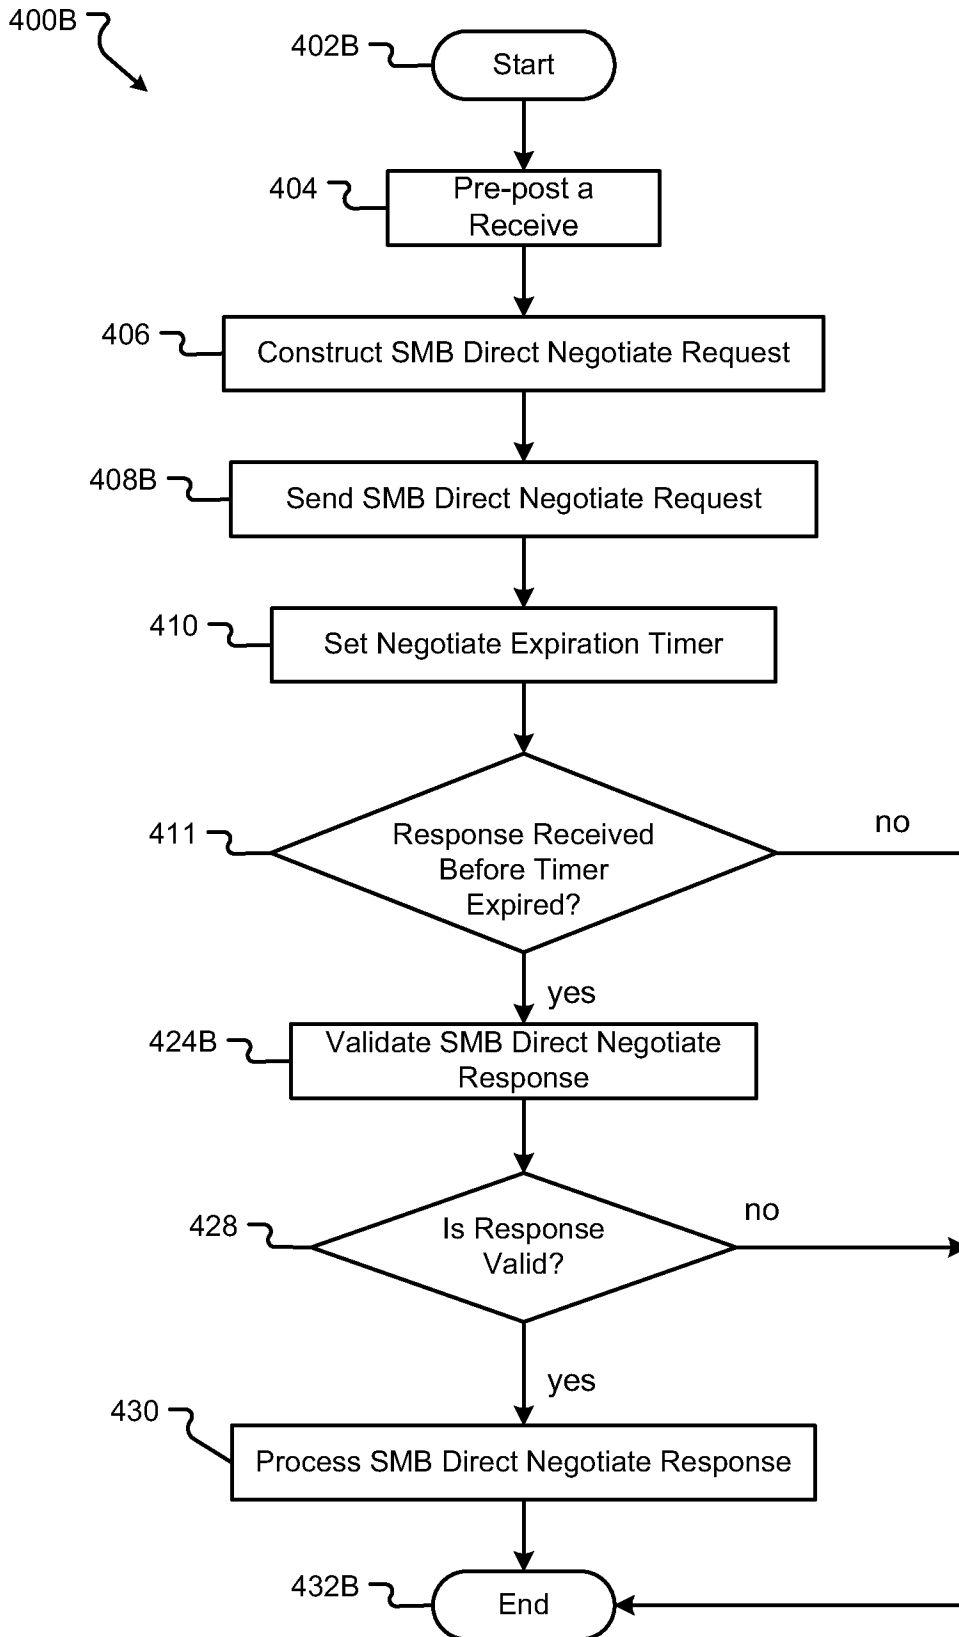 400B
402B
Start
404
Pre-post a
Receive
406
Construct SMB Direct Negotiate Request
408B
Send SMB Direct Negotiate Request
410
Set Negotiate Expiration Timer
411
Response Received
Before Timer
Expired?
no
yes
424B
Validate SMB Direct Negotiate
Response
428
Is Response
Valid?
no
yes
430
Process SMB Direct Negotiate Response
432B
End